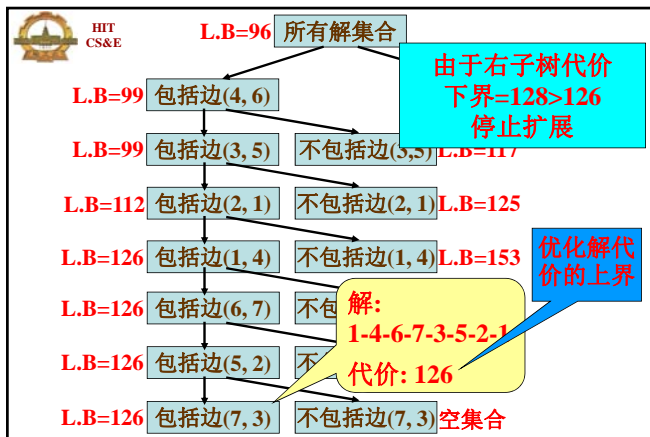 HIT
CS&E
L.B=96 所有解集合
由于右子树代价
下界=128>126
停止扩展
L.B=99 包括边(4, 6)
L.B=99 包括边(3, 5) 不包括边(3,5) L.B=117
L.B=112 包括边(2, 1) 不包括边(2, 1) L.B=125
L.B=126 包括边(1, 4) 不包括边(1, 4) L.B=153
优化解代
价的上界
L.B=126 包括边(6, 7) 不包
解:
1-4-6-7-3-5-2-1
代价: 126
L.B=126 包括边(5, 2) 不
L.B=126 包括边(7, 3) 不包括边(7, 3) 空集合